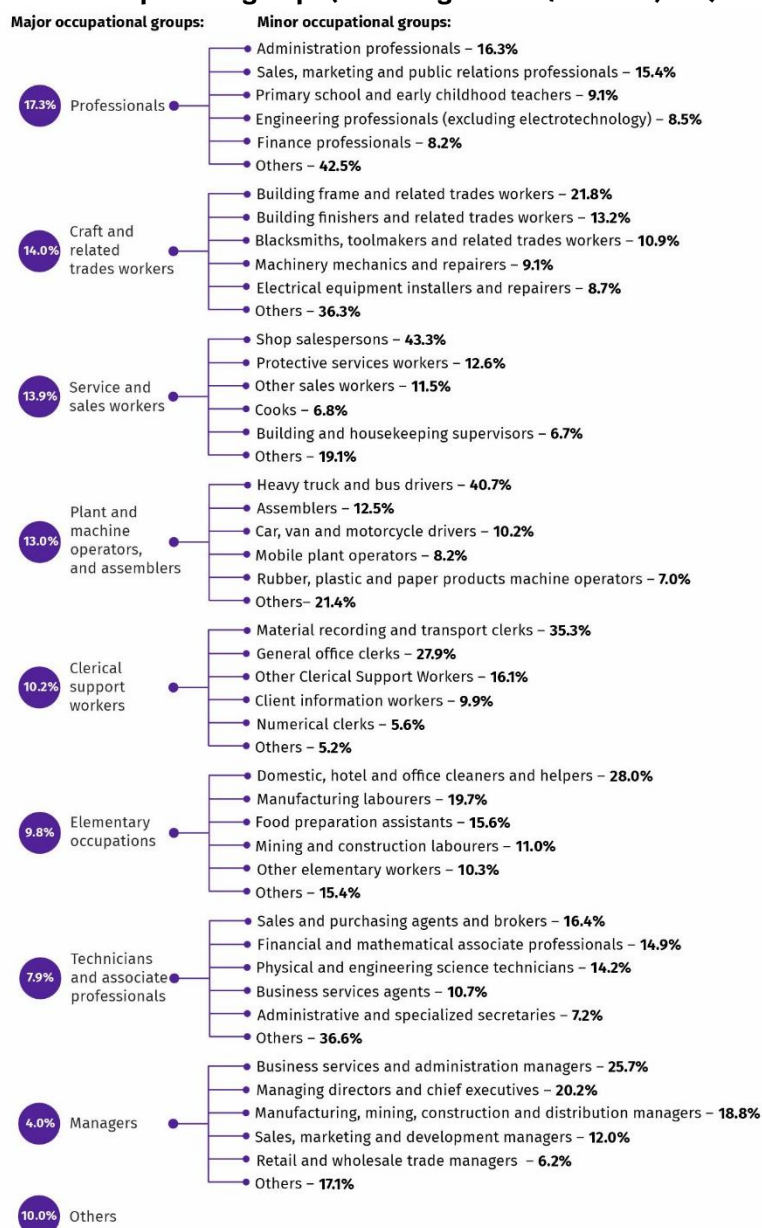 Major occupational groups:
Minor occupational groups:
17.3%
Professionals
Administration professionals – 16.3%
Sales, marketing and public relations professionals – 15.4%
Primary school and early childhood teachers – 9.1%
Engineering professionals (excluding electrotechnology) – 8.5%
Finance professionals – 8.2%
Others – 42.5%
14.0%
Craft and
related
trades workers
Building frame and related trades workers – 21.8%
Building finishers and related trades workers – 13.2%
Blacksmiths, toolmakers and related trades workers – 10.9%
Machinery mechanics and repairers – 9.1%
Electrical equipment installers and repairers – 8.7%
Others – 36.3%
13.9%
Service and
sales workers
Shop salespersons – 43.3%
Protective services workers – 12.6%
Other sales workers – 11.5%
Cooks – 6.8%
Building and housekeeping supervisors – 6.7%
Others – 19.1%
13.0%
Plant and
machine
operators,
and assemblers
Heavy truck and bus drivers – 40.7%
Assemblers – 12.5%
Car, van and motorcycle drivers – 10.2%
Mobile plant operators – 8.2%
Rubber, plastic and paper products machine operators – 7.0%
Others– 21.4%
10.2%
Clerical
support
workers
Material recording and transport clerks – 35.3%
General office clerks – 27.9%
Other Clerical Support Workers – 16.1%
Client information workers – 9.9%
Numerical clerks – 5.6%
Others – 5.2%
9.8%
Elementary
occupations
Domestic, hotel and office cleaners and helpers – 28.0%
Manufacturing labourers – 19.7%
Food preparation assistants – 15.6%
Mining and construction labourers – 11.0%
Other elementary workers – 10.3%
Others – 15.4%
7.9%
Technicians
and associate
professionals
Sales and purchasing agents and brokers – 16.4%
Financial and mathematical associate professionals – 14.9%
Physical and engineering science technicians – 14.2%
Business services agents – 10.7%
Administrative and specialized secretaries – 7.2%
Others – 36.6%
4.0%
Managers
Business services and administration managers – 25.7%
Managing directors and chief executives – 20.2%
Manufacturing, mining, construction and distribution managers – 18.8%
Sales, marketing and development managers – 12.0%
Retail and wholesale trade managers – 6.2%
Others – 17.1%
10.0%
Others